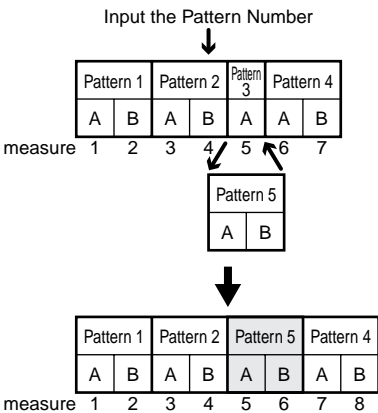 Input the Pattern Number
Pattern 1 Pattern 2 Pattern 3 Pattern 4
A B A B A A B
measure 1 2 3 4 5 6 7
Pattern 5
A B
Pattern 1 Pattern 2 Pattern 5 Pattern 4
A B A B A B A B
measure 1 2 3 4 5 6 7 8